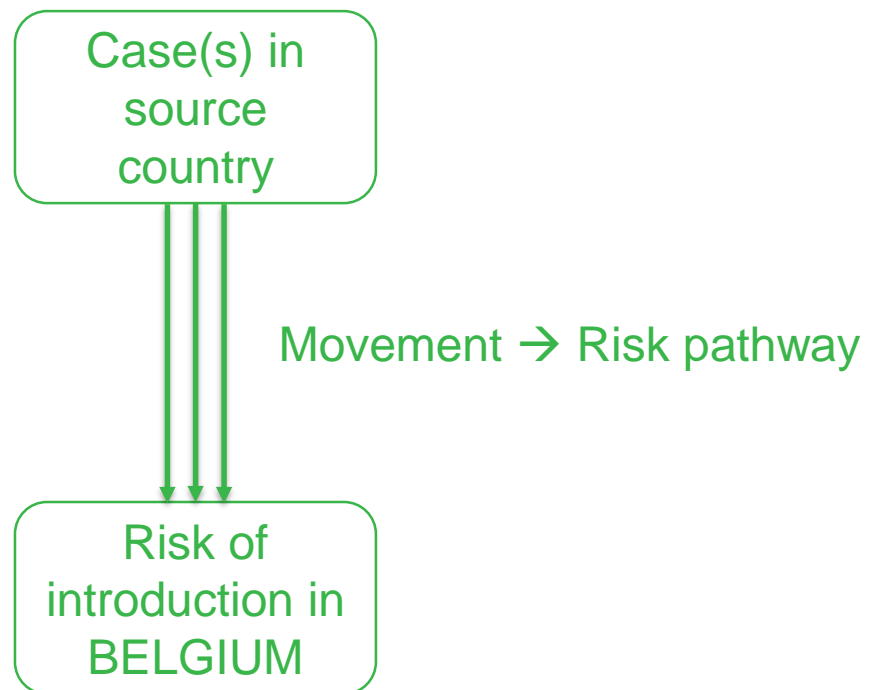 Case(s) in
source
country
Movement → Risk pathway
Risk of
introduction in
BELGIUM